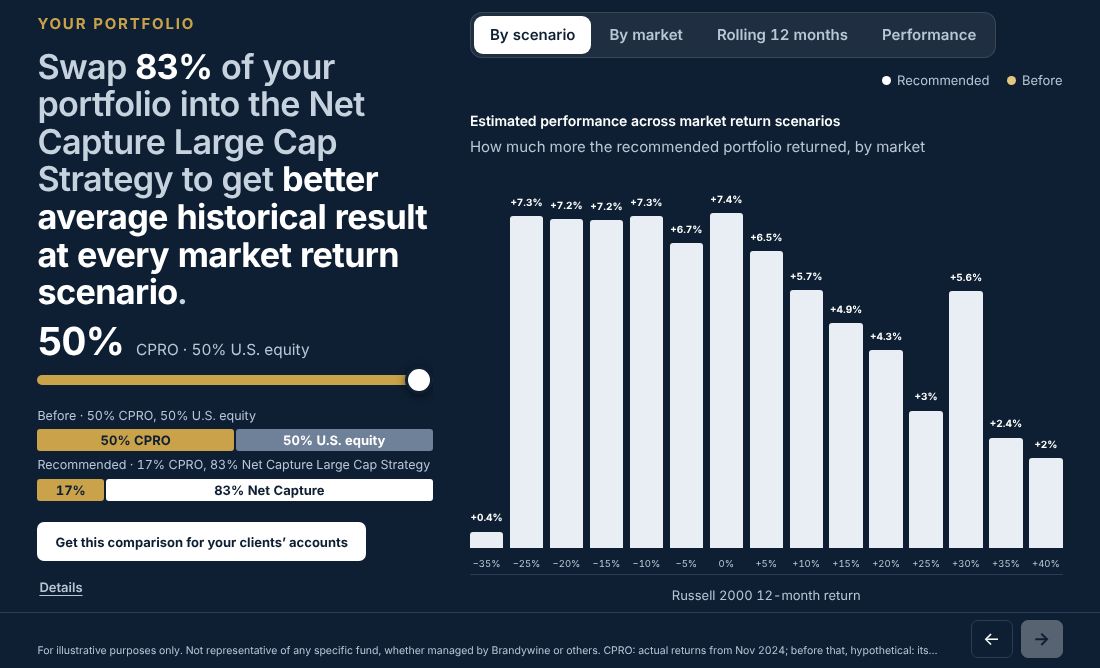 YOUR PORTFOLIO
Swap 83% of your
portfolio into the Net
Capture Large Cap
Strategy to get better
average historical result
at every market return
scenario.
50% CPRO · 50% U.S. equity
Before · 50% CPRO, 50% U.S. equity
50% CPRO 50% U.S. equity
Recommended · 17% CPRO, 83% Net Capture Large Cap Strategy
17% 83% Net Capture
Get this comparison for your clients’ accounts
Details
By scenario By market Rolling 12 months Performance
Recommended Before
Estimated performance across market return scenarios
How much more the recommended portfolio returned, by market
+0.4% +7.3% +7.2% +7.2% +7.3% +6.7% +7.4% +6.5% +5.7% +4.9% +4.3% +3% +5.6% +2.4% +2%
−35% −25% −20% −15% −10% −5% 0% +5% +10% +15% +20% +25% +30% +35% +40%
Russell 2000 12-month return
For illustrative purposes only. Not representative of any specific fund, whether managed by Brandywine or others. CPRO: actual returns from Nov 2024; before that, hypothetical: its…